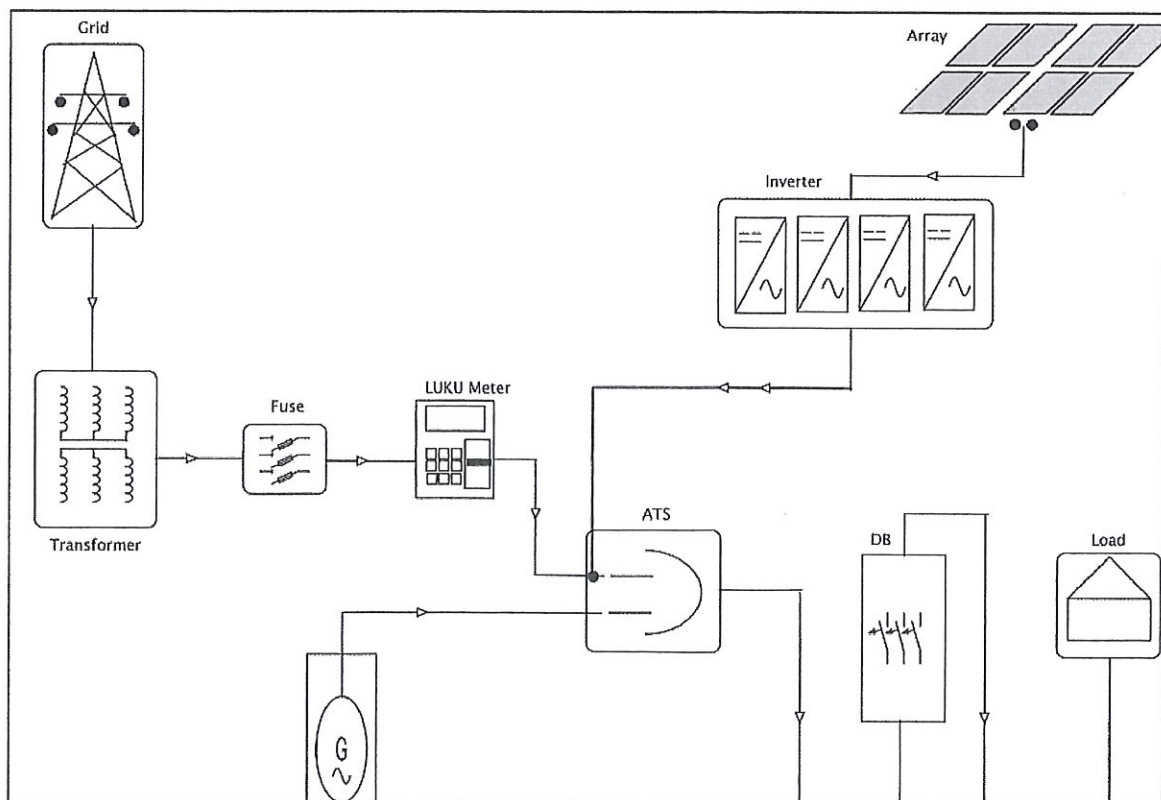 Grid
Array
Inverter
LUKU Meter
Fuse
ATS
DB
Load
Transformer
G